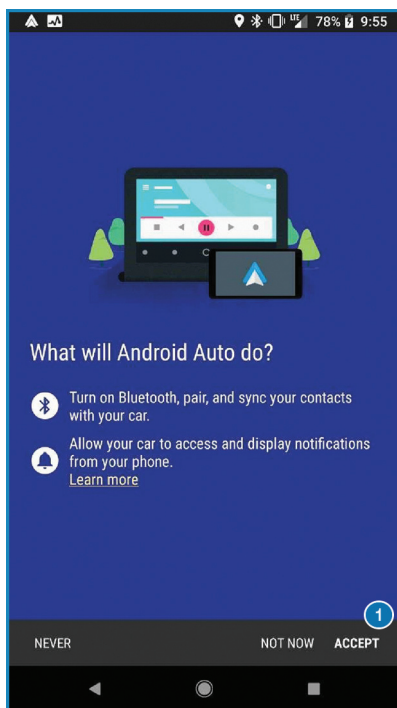 LTE 78% 9:55
What will Android Auto do?
Turn on Bluetooth, pair, and sync your contacts
with your car.
Allow your car to access and display notifications
from your phone.
Learn more
1
NEVER NOT NOW ACCEPT